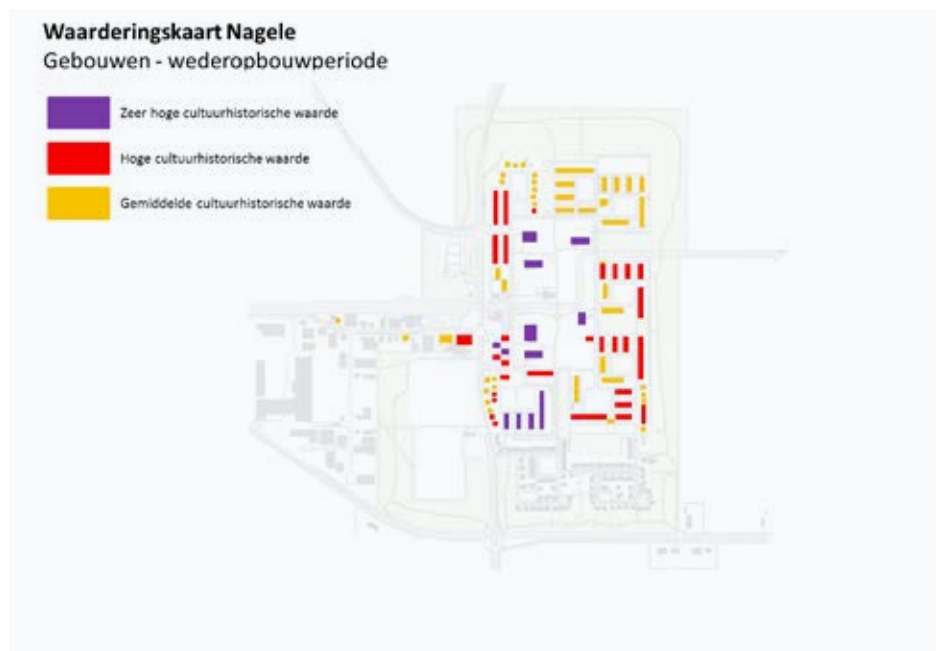 Waarderingskaart Nagele
Gebouwen - wederopbouwperiode
Zeer hoge cultuurhistorische waarde
Hoge cultuurhistorische waarde
Gemiddelde cultuurhistorische waarde